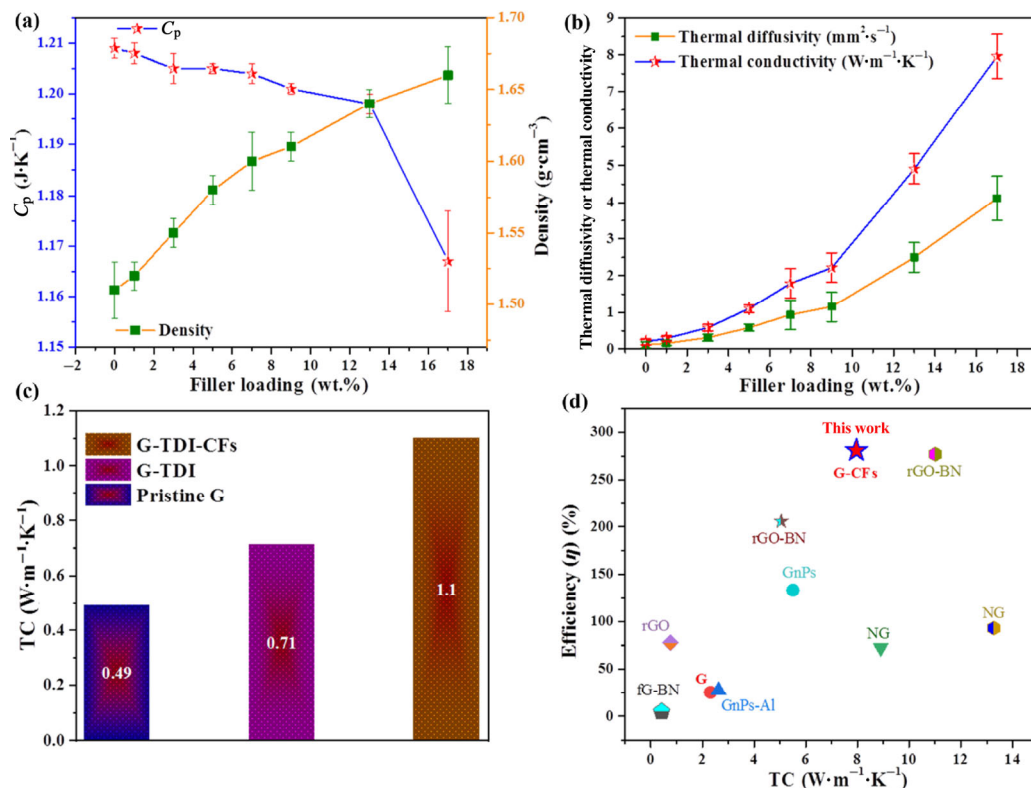 (a)
Cp
1.21
1.20
1.19
1.18
1.17
1.16
1.15
Cp (J·K⁻¹)
1.70
1.65
1.60
1.55
1.50
Density (g·cm⁻³)
Density
−2 0 2 4 6 8 10 12 14 16 18
Filler loading (wt.%)
(b)
Thermal diffusivity (mm²·s⁻¹)
Thermal conductivity (W·m⁻¹·K⁻¹)
9
8
7
6
5
4
3
2
1
0
Thermal diffusivity or thermal conductivity
0 2 4 6 8 10 12 14 16 18
Filler loading (wt.%)
(c)
1.2
1.0
0.8
0.6
0.4
0.2
0.0
TC (W·m⁻¹·K⁻¹)
G-TDI-CFs
G-TDI
Pristine G
0.49
0.71
1.1
(d)
300
250
200
150
100
50
0
Efficiency (η) (%)
This work
G-CFs
rGO-BN
rGO-BN
GnPs
rGO
NG
NG
G
fG-BN
GnPs-Al
0 2 4 6 8 10 12 14
TC (W·m⁻¹·K⁻¹)